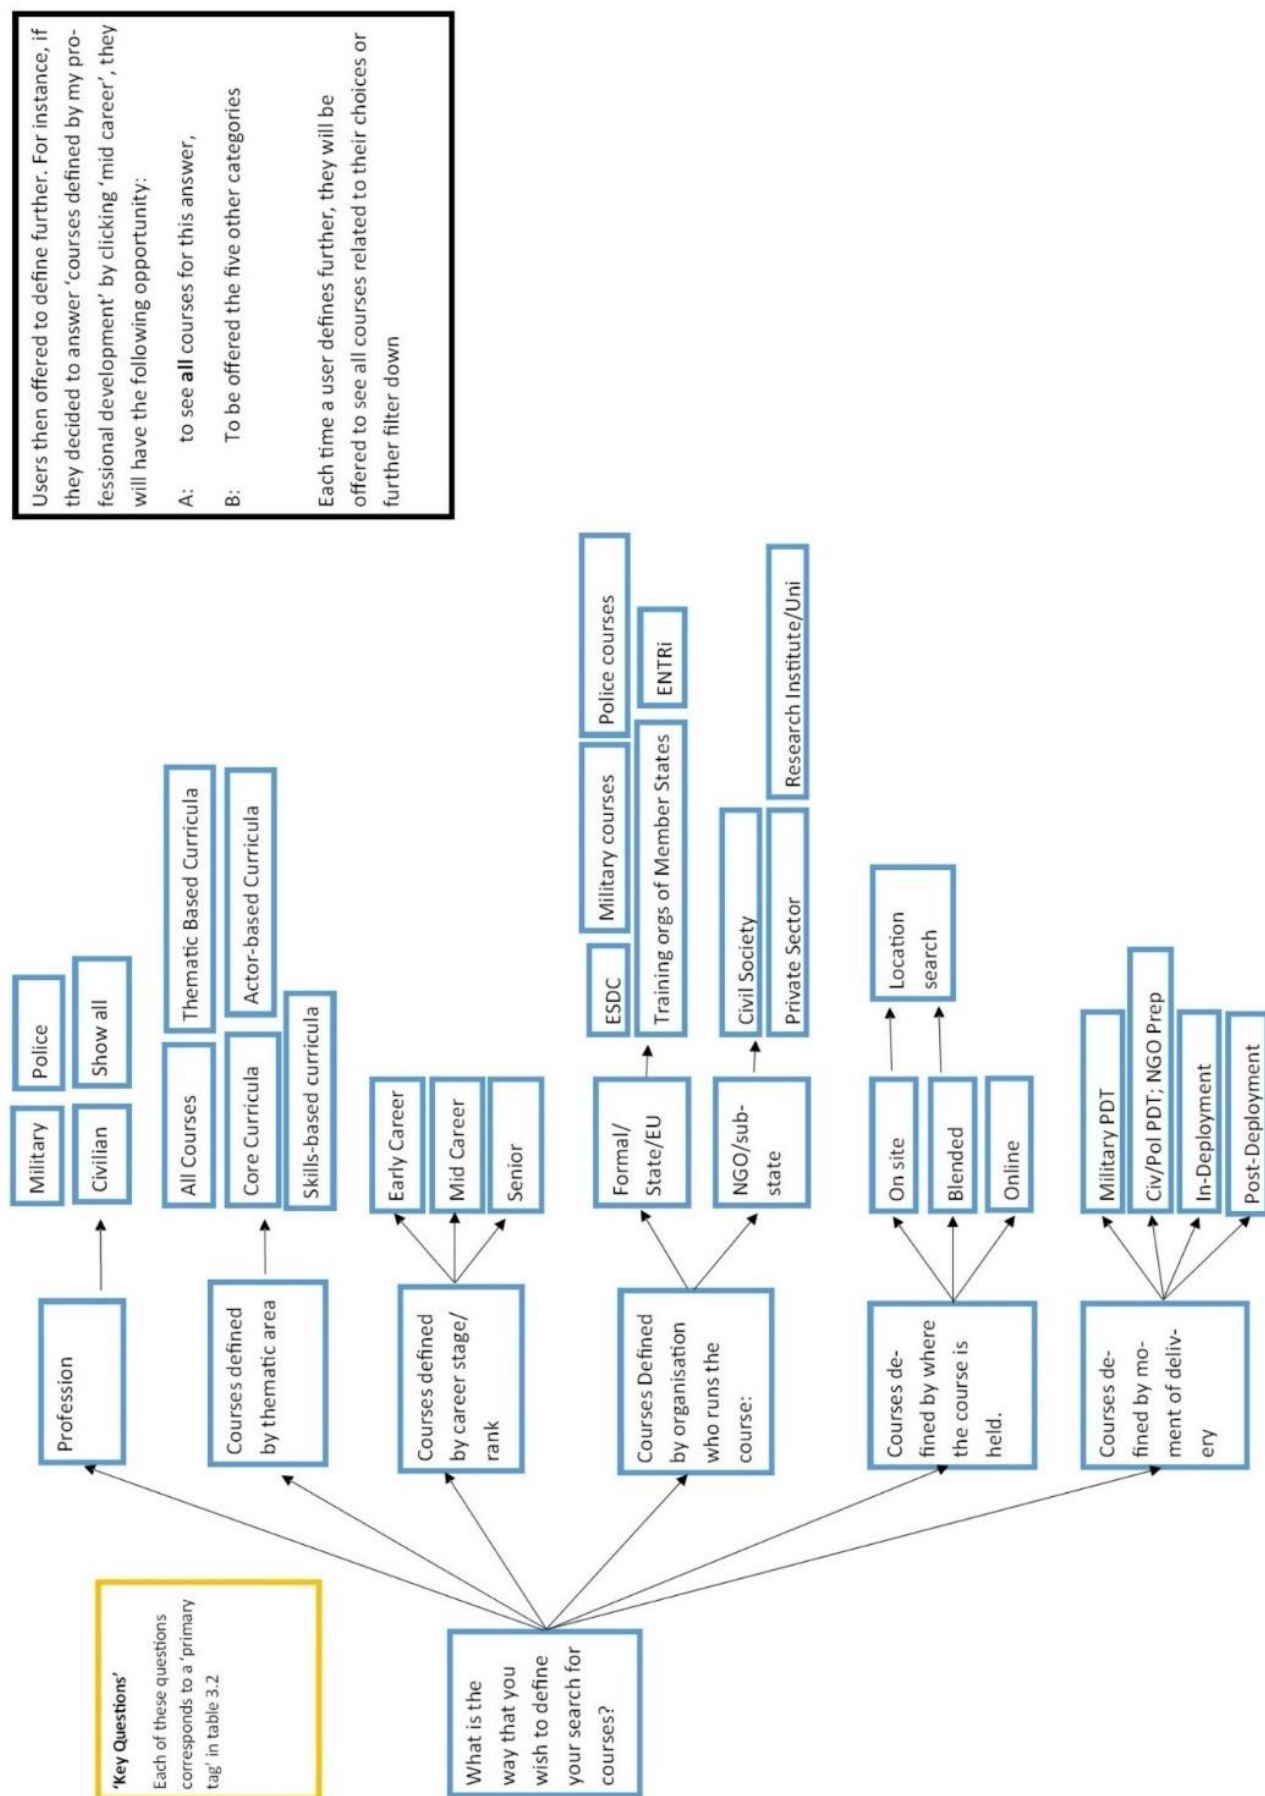 'Key Questions'
Each of these questions
corresponds to a 'primary
tag' in table 3.2
What is the
way that you
wish to define
your search for
courses?
Profession
Military
Police
Civilian
Show all
Courses defined
by thematic area
All Courses
Thematic Based Curricula
Core Curricula
Actor-based Curricula
Skills-based curricula
Courses defined
by career stage/
rank
Early Career
Mid Career
Senior
Courses Defined
by organisation
who runs the
course:
Formal/
State/EU
ESDC
Military courses
Police courses
Training orgs of Member States
ENTRi
NGO/sub-
state
Civil Society
Private Sector
Research Institute/Uni
Courses de-
fined by where
the course is
held.
On site
Blended
Online
Location
search
Courses de-
fined by mo-
ment of deliv-
ery
Military PDT
Civ/Pol PDT; NGO Prep
In-Deployment
Post-Deployment
Users then offered to define further. For instance, if
they decided to answer 'courses defined by my pro-
fessional development' by clicking 'mid career', they
will have the following opportunity:
A: to see all courses for this answer,
B: To be offered the five other categories
Each time a user defines further, they will be
offered to see all courses related to their choices or
further filter down